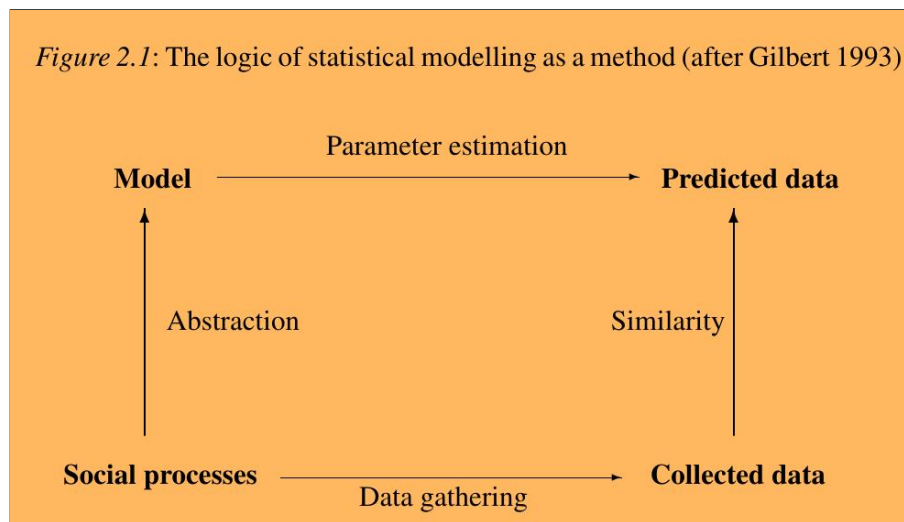 Figure 2.1: The logic of statistical modelling as a method (after Gilbert 1993)
Parameter estimation
Model
Predicted data
Abstraction
Similarity
Social processes
Collected data
Data gathering